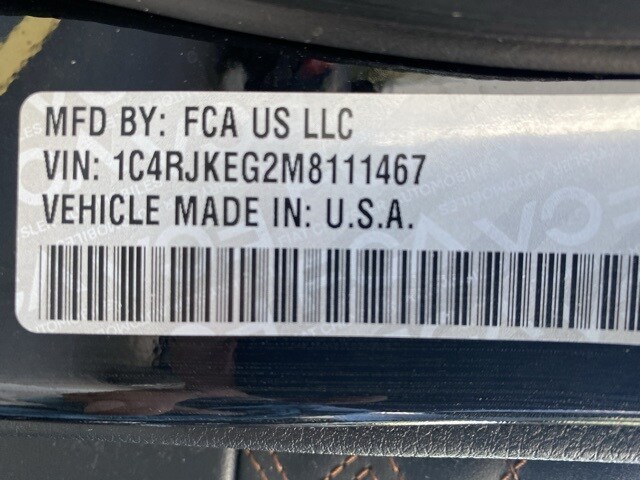 MFD BY: FCA US LLC
VIN: 1C4RJKEG2M8111467
VEHICLE MADE IN: U.S.A.